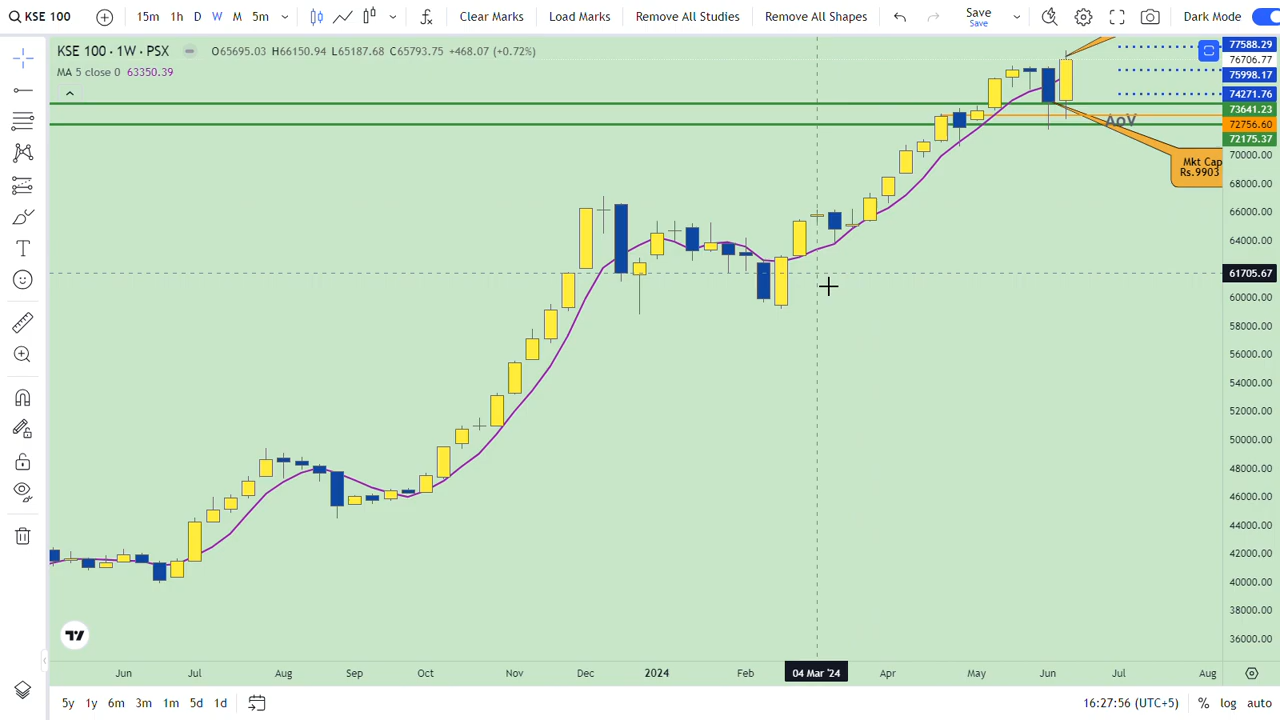 KSE 100 15m 1h D W M 5m Clear Marks Load Marks Remove All Studies Remove All Shapes Save Dark Mode
Save
KSE 100 · 1W · PSX O65695.03 H66150.94 L65187.68 C65793.75 +468.07 (+0.72%)
MA 5 close 0 63350.39
77588.29
76706.77
75998.17
74271.76
73641.23
72756.60
72175.37
70000.00
68000.00
66000.00
64000.00
61705.67
60000.00
58000.00
56000.00
54000.00
52000.00
50000.00
48000.00
46000.00
44000.00
42000.00
40000.00
38000.00
36000.00
AoV
Mkt Cap
Rs.9903
Jun Jul Aug Sep Oct Nov Dec 2024 Feb 04 Mar '24 Apr May Jun Jul Aug
5y 1y 6m 3m 1m 5d 1d 16:27:56 (UTC+5) % log auto